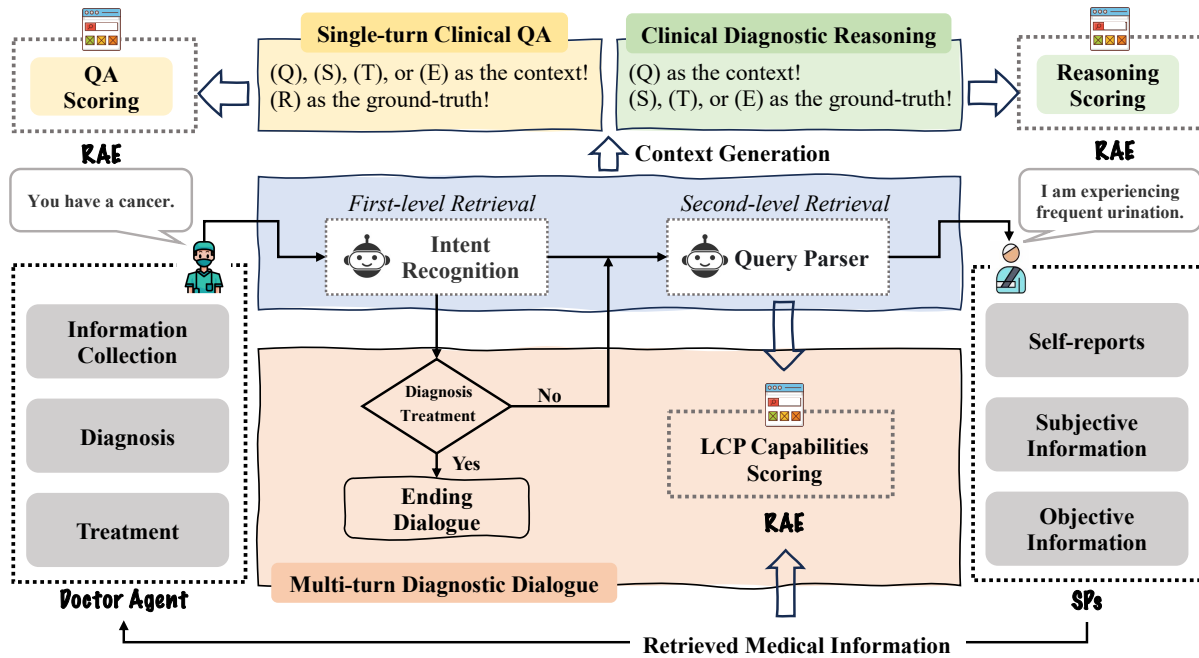 Single-turn Clinical QA
(Q), (S), (T), or (E) as the context!
(R) as the ground-truth!
Clinical Diagnostic Reasoning
(Q) as the context!
(S), (T), or (E) as the ground-truth!
QA
Scoring
RAE
Reasoning
Scoring
RAE
Context Generation
You have a cancer.
I am experiencing
frequent urination.
First-level Retrieval
Intent
Recognition
Second-level Retrieval
Query Parser
Information
Collection
Diagnosis
Treatment
Doctor Agent
Diagnosis
Treatment
No
Yes
Ending
Dialogue
LCP Capabilities
Scoring
RAE
Multi-turn Diagnostic Dialogue
Self-reports
Subjective
Information
Objective
Information
SPs
Retrieved Medical Information